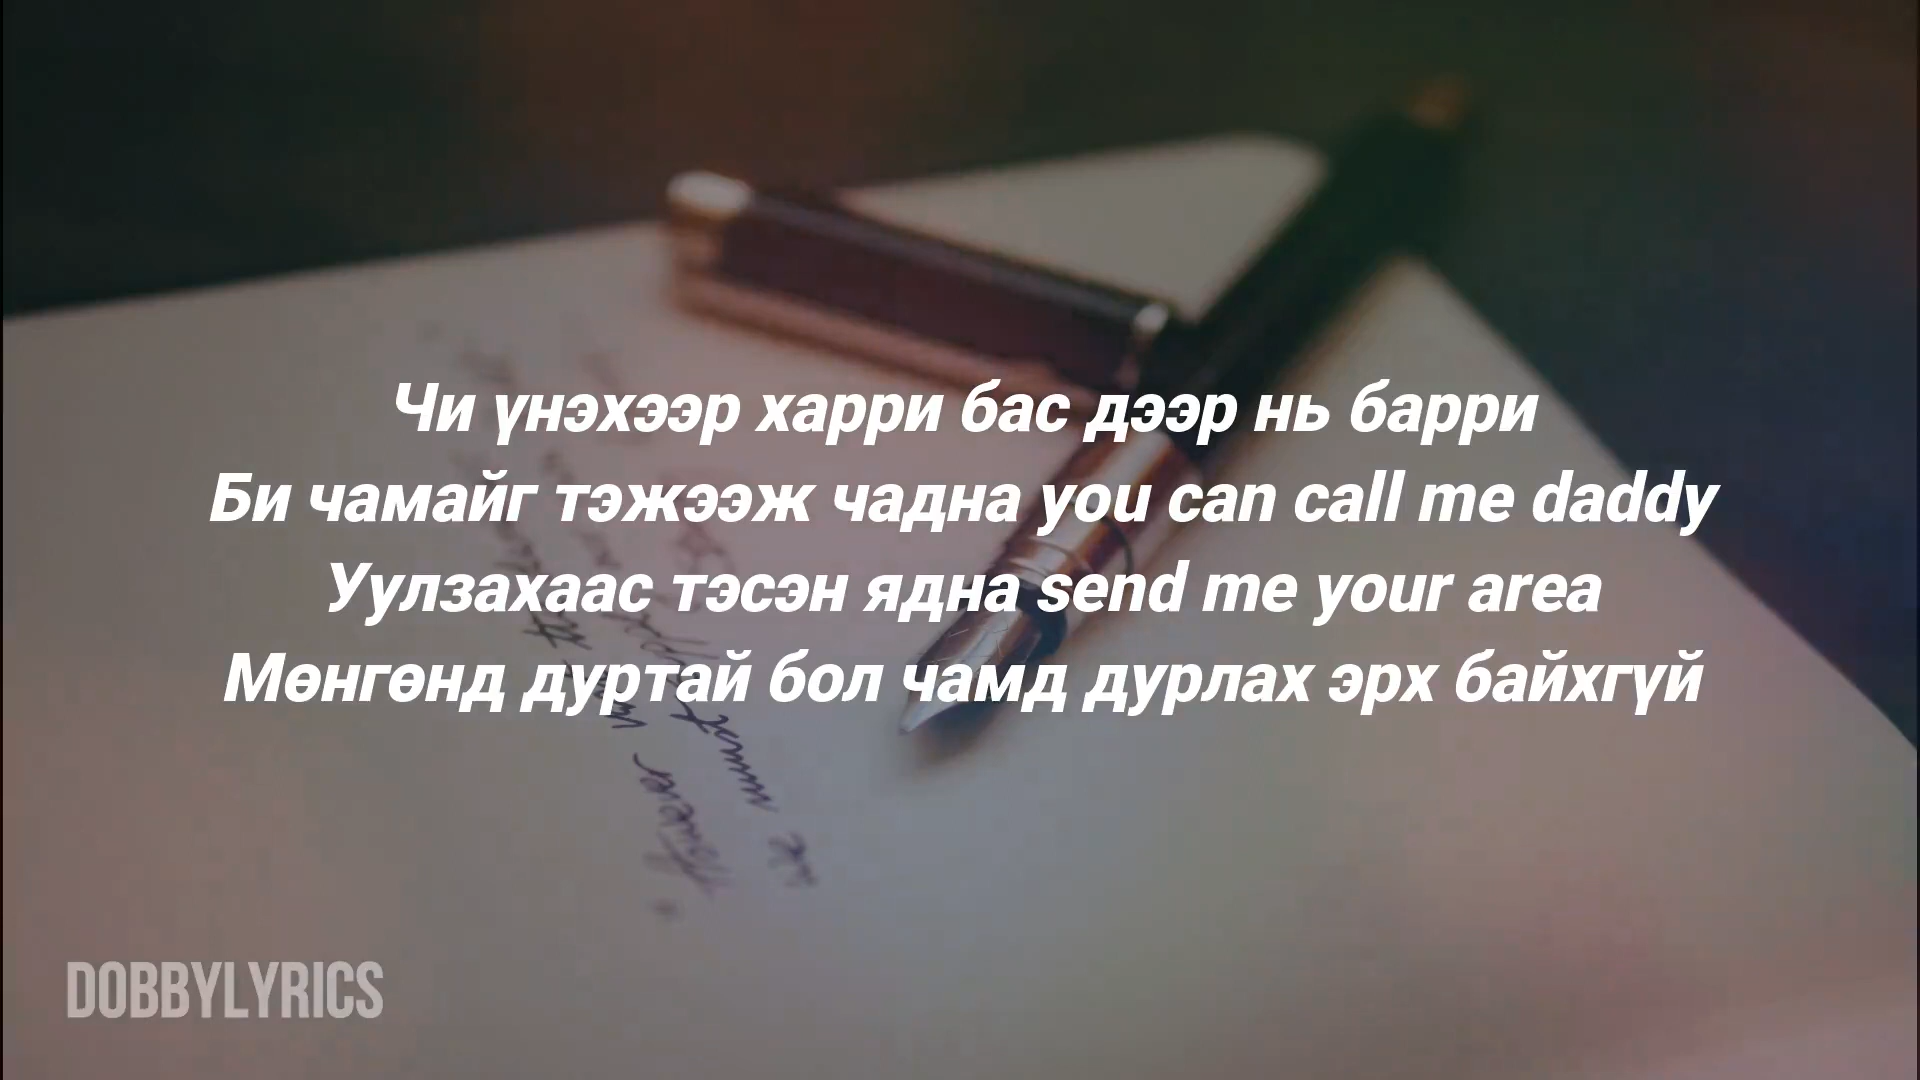 Чи үнэхээр харри бас дээр нь барри
Би чамайг тэжээж чадна you can call me daddy
Уулзахаас тэсэн ядна send me your area
Мөнгөнд дуртай бол чамд дурлах эрх байхгүй
DOBBYLYRICS